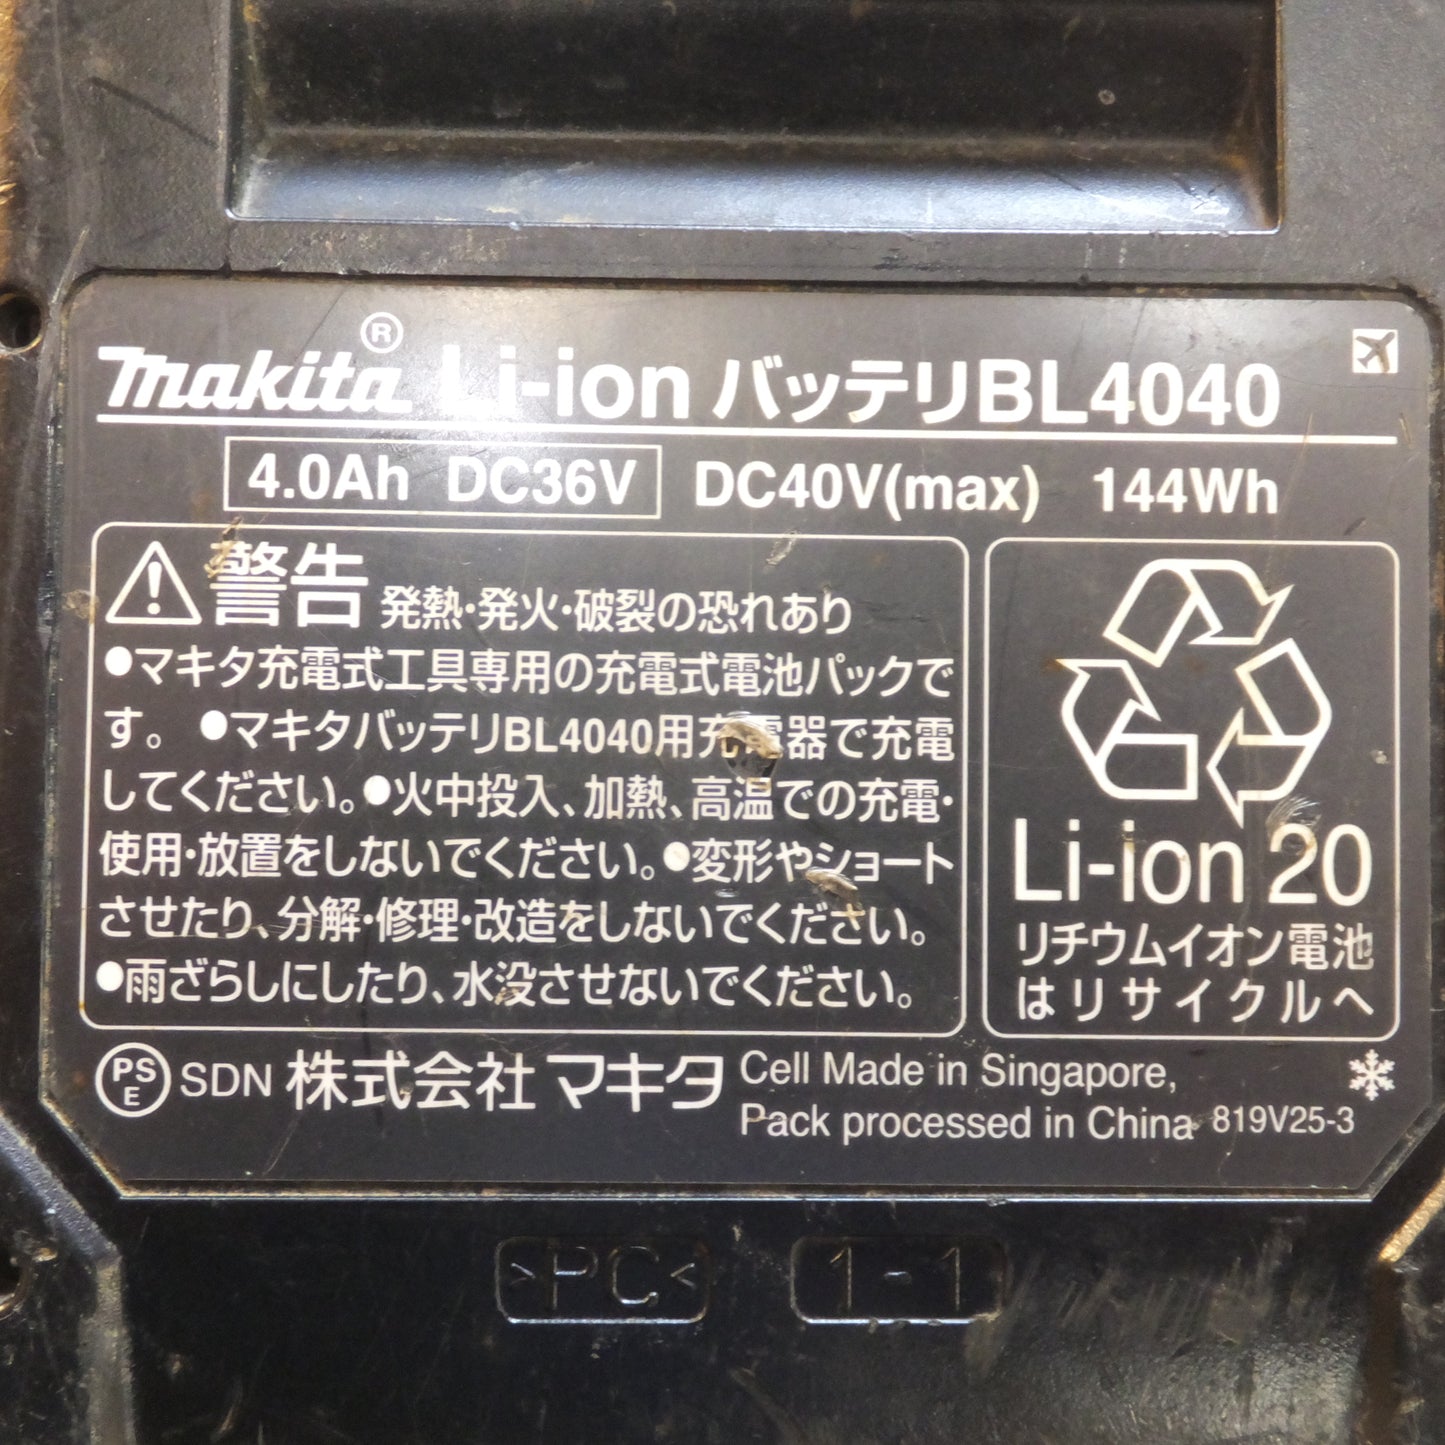 makita® Li-ion バッテリBL4040
4.0Ah DC36V DC40V(max) 144Wh
警告 発熱・発火・破裂の恐れあり
●マキタ充電式工具専用の充電式電池パックで
す。 ●マキタバッテリBL4040用充電器で充電
してください。●火中投入、加熱、高温での充電・
使用・放置をしないでください。●変形やショート
させたり、分解・修理・改造をしないでください。
●雨ざらしにしたり、水没させないでください。
Li-ion 20
リチウムイオン電池
はリサイクルへ
PSE SDN 株式会社マキタ
Cell Made in Singapore,
Pack processed in China 819V25-3
>PC< 1-1